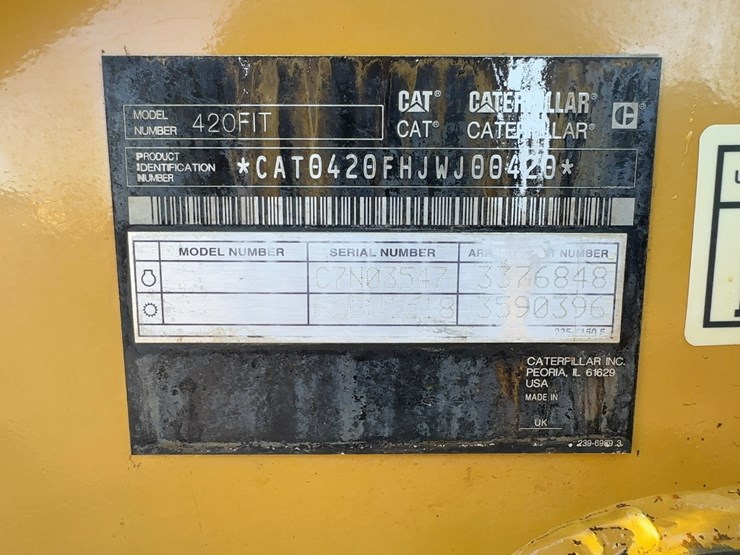 MODEL NUMBER 420FIT
CAT® CATERPILLAR®
CAT® CATERPILLAR®
PRODUCT IDENTIFICATION NUMBER *CAT0420FHJWJ00420*
MODEL NUMBER SERIAL NUMBER NUMBER
C7N03547 3376848
3590396
CATERPILLAR INC.
PEORIA, IL 61629
USA
MADE IN
UK